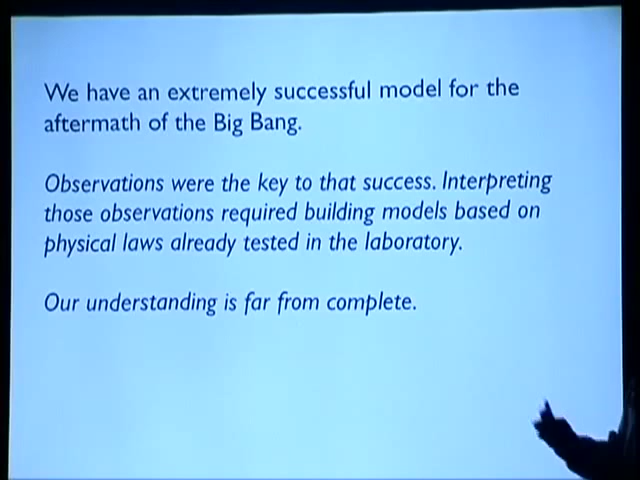 We have an extremely successful model for the
aftermath of the Big Bang.
Observations were the key to that success. Interpreting
those observations required building models based on
physical laws already tested in the laboratory.
Our understanding is far from complete.